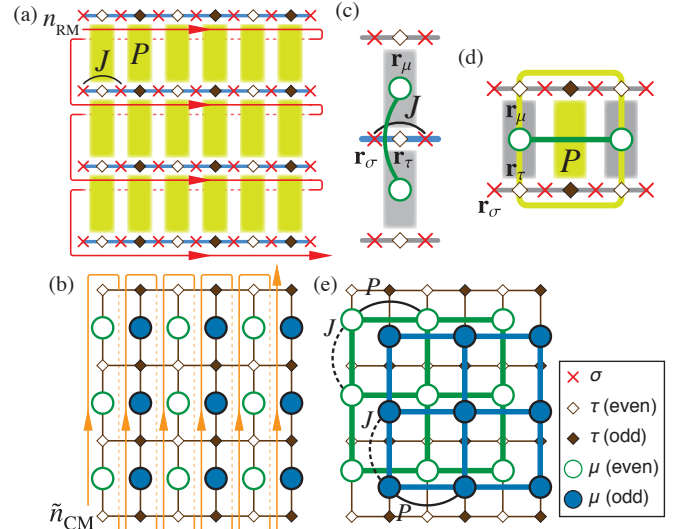 (a)
n_RM
J
P
(c)
r_μ
J
r_σ
r_τ
(d)
r_μ
P
r_τ
r_σ
(b)
ñ_CM
(e)
P
J
J
P
σ
τ (even)
τ (odd)
μ (even)
μ (odd)